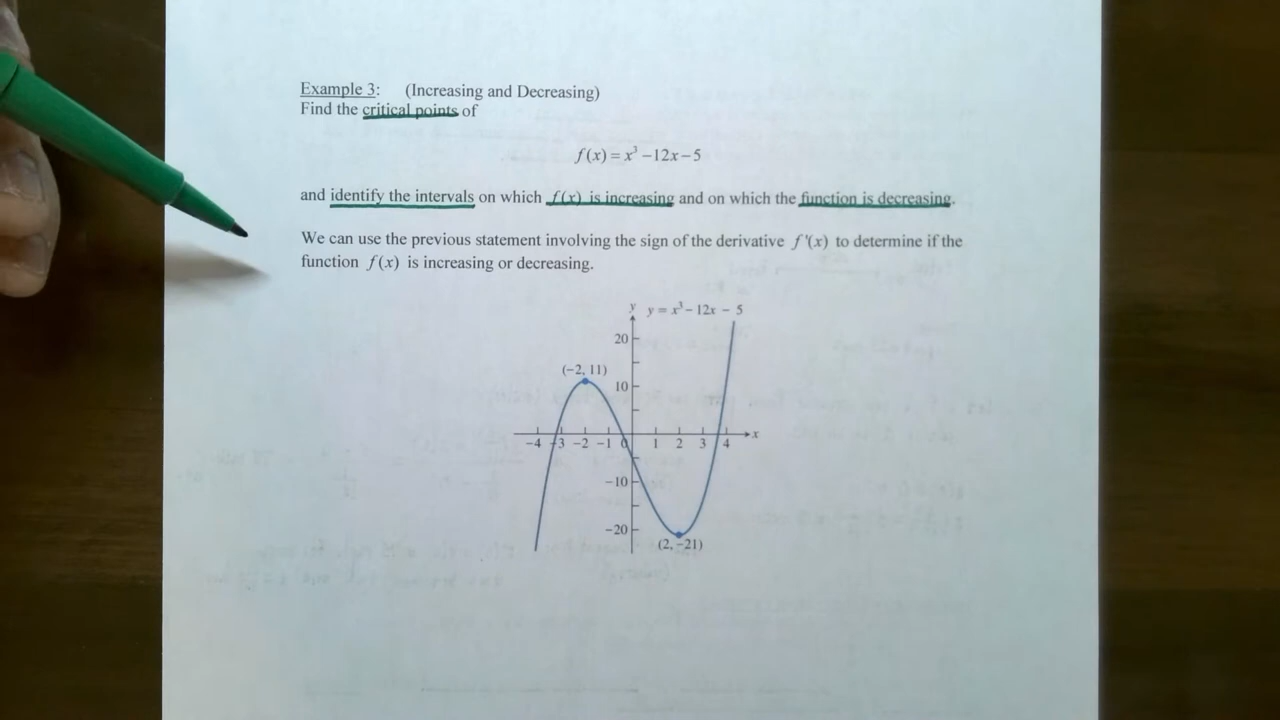 Example 3: (Increasing and Decreasing)
Find the critical points of
f(x) = x³ − 12x − 5
and identify the intervals on which f(x) is increasing and on which the function is decreasing.
We can use the previous statement involving the sign of the derivative f'(x) to determine if the
function f(x) is increasing or decreasing.
y y = x³ − 12x − 5
20
(−2, 11)
10
−4 −3 −2 −1 0 1 2 3 4 x
−10
−20
(2, −21)